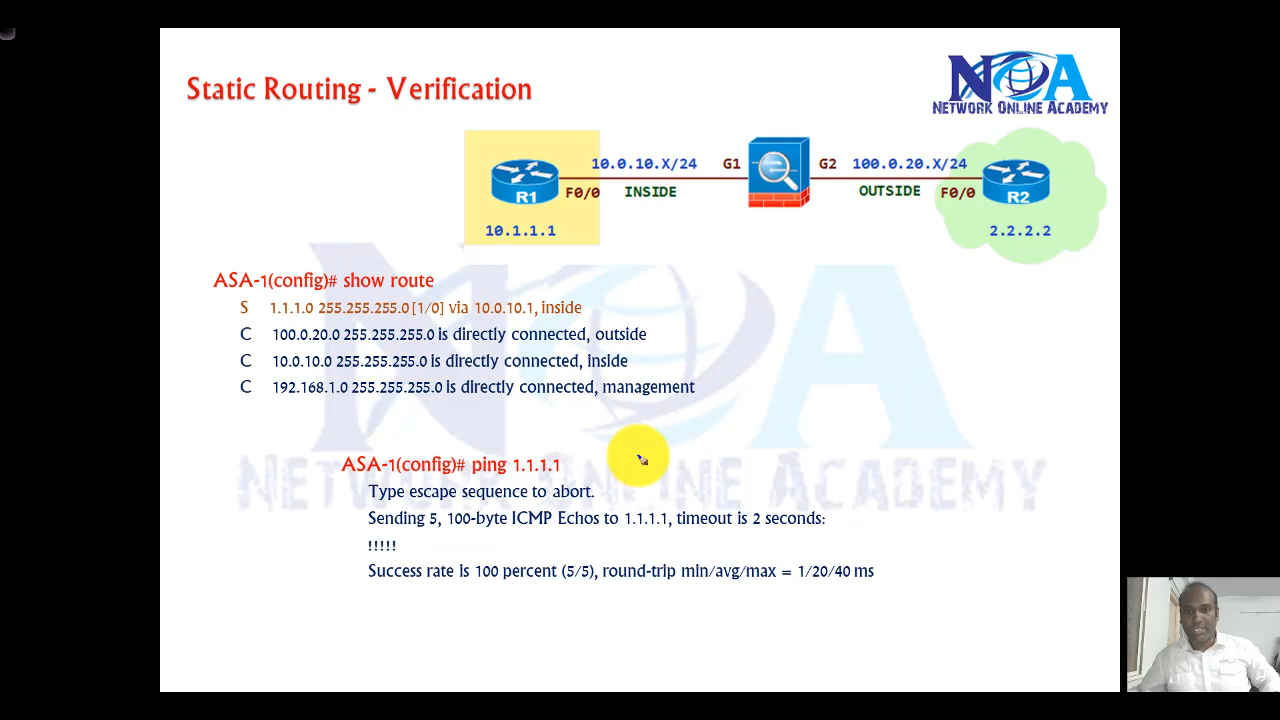 Static Routing - Verification
NOA
NETWORK ONLINE ACADEMY
10.0.10.X/24 G1 G2 100.0.20.X/24
R1 F0/0 INSIDE OUTSIDE F0/0 R2
10.1.1.1 2.2.2.2
ASA-1(config)# show route
S 1.1.1.0 255.255.255.0 [1/0] via 10.0.10.1, inside
C 100.0.20.0 255.255.255.0 is directly connected, outside
C 10.0.10.0 255.255.255.0 is directly connected, inside
C 192.168.1.0 255.255.255.0 is directly connected, management
ASA-1(config)# ping 1.1.1.1
NETWORK ONLINE ACADEMY
Type escape sequence to abort.
Sending 5, 100-byte ICMP Echos to 1.1.1.1, timeout is 2 seconds:
!!!!!
Success rate is 100 percent (5/5), round-trip min/avg/max = 1/20/40 ms